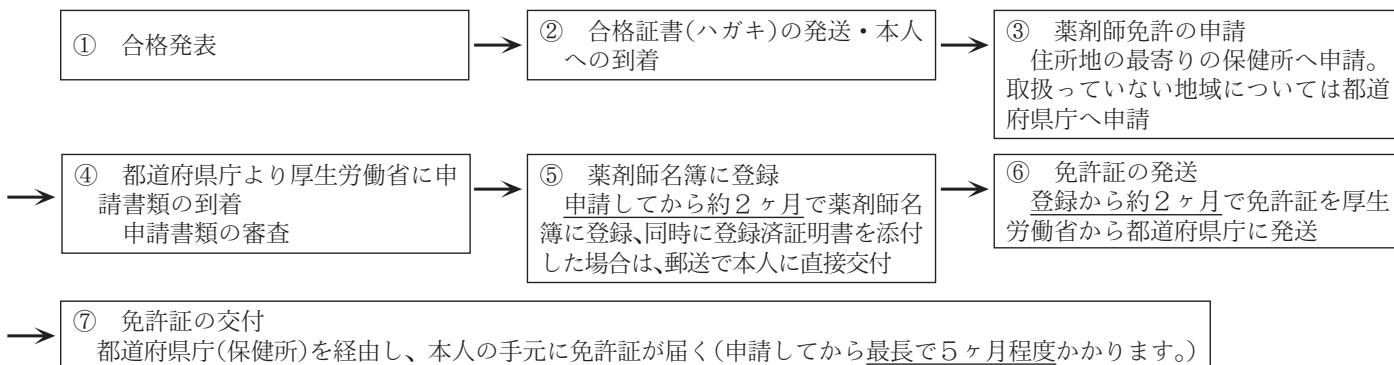 ① 合格発表
② 合格証書(ハガキ)の発送・本人
への到着
③ 薬剤師免許の申請
住所地の最寄りの保健所へ申請。
取扱っていない地域については都道
府県庁へ申請
④ 都道府県庁より厚生労働省に申
請書類の到着
申請書類の審査
⑤ 薬剤師名簿に登録
申請してから約2ヶ月で薬剤師名
簿に登録、同時に登録済証明書を添付
した場合は、郵送で本人に直接交付
⑥ 免許証の発送
登録から約2ヶ月で免許証を厚生
労働省から都道府県庁に発送
⑦ 免許証の交付
都道府県庁(保健所)を経由し、本人の手元に免許証が届く(申請してから最長で5ヶ月程度かかります。)